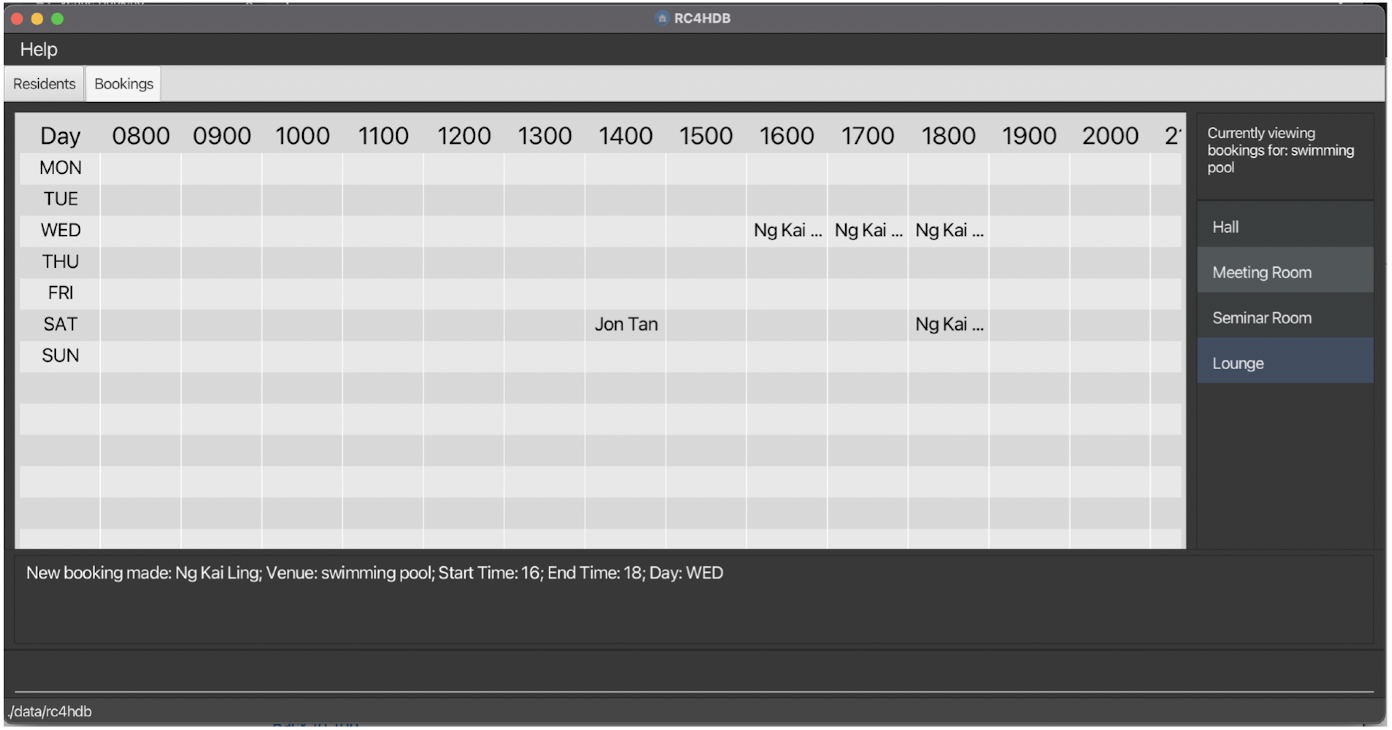 RC4HDB
Help
Residents Bookings
Day 0800 0900 1000 1100 1200 1300 1400 1500 1600 1700 1800 1900 2000
MON
TUE
WED Ng Kai ... Ng Kai ... Ng Kai ...
THU
FRI
SAT Jon Tan Ng Kai ...
SUN
Currently viewing
bookings for: swimming
pool
Hall
Meeting Room
Seminar Room
Lounge
New booking made: Ng Kai Ling; Venue: swimming pool; Start Time: 16; End Time: 18; Day: WED
./data/rc4hdb